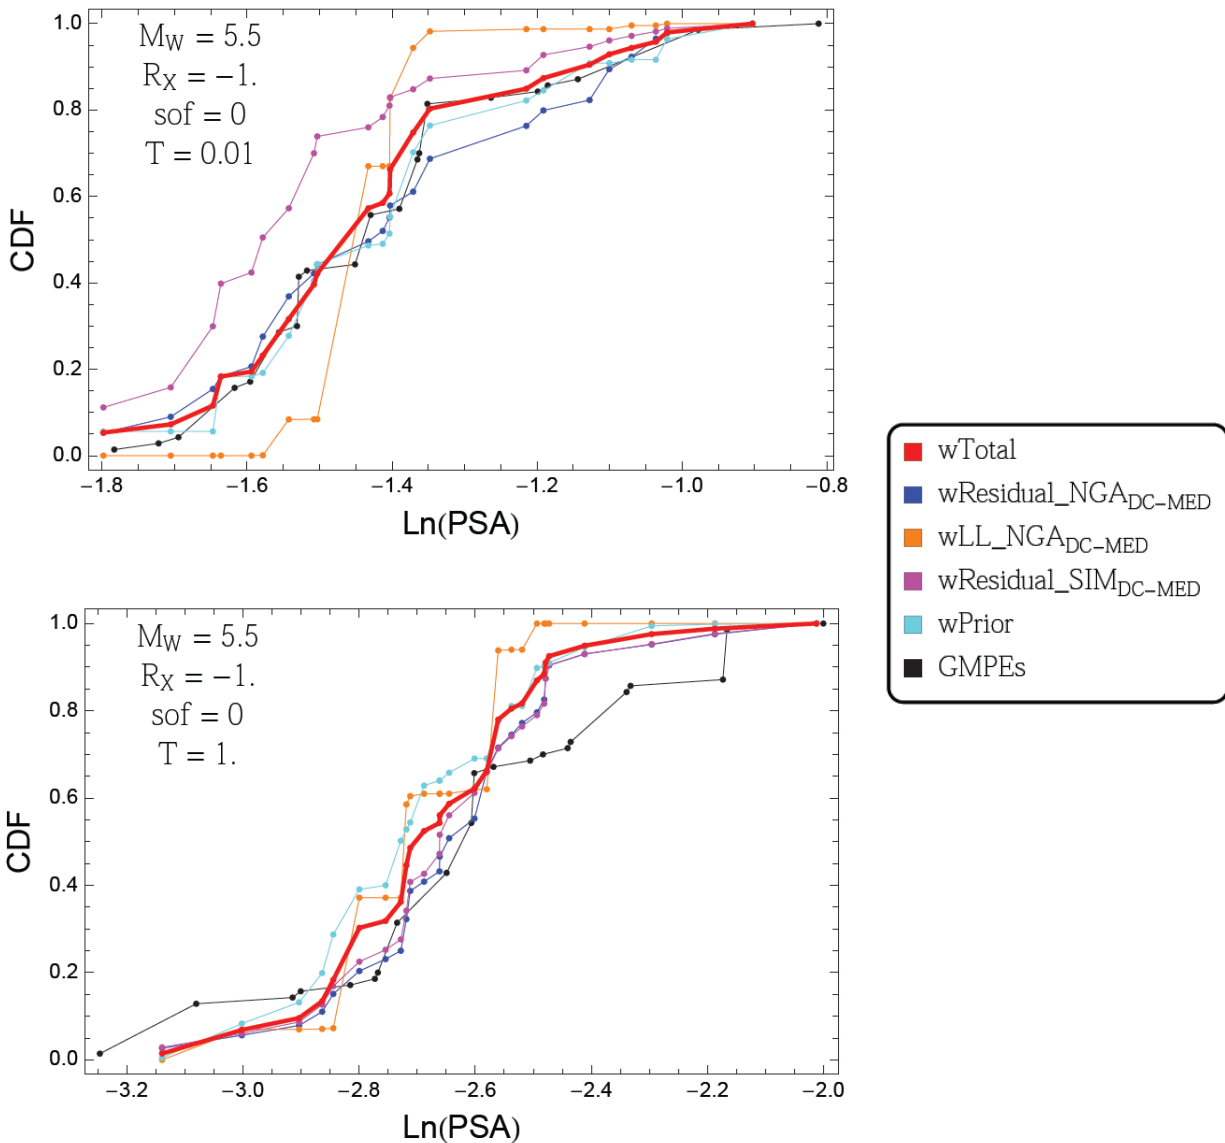 1.0
0.8
0.6
0.4
0.2
0.0
CDF
M_W = 5.5
R_X = −1.
sof = 0
T = 0.01
−1.8 −1.6 −1.4 −1.2 −1.0 −0.8
Ln(PSA)
wTotal
wResidual_NGA_DC−MED
wLL_NGA_DC−MED
wResidual_SIM_DC−MED
wPrior
GMPEs
1.0
0.8
0.6
0.4
0.2
0.0
CDF
M_W = 5.5
R_X = −1.
sof = 0
T = 1.
−3.2 −3.0 −2.8 −2.6 −2.4 −2.2 −2.0
Ln(PSA)